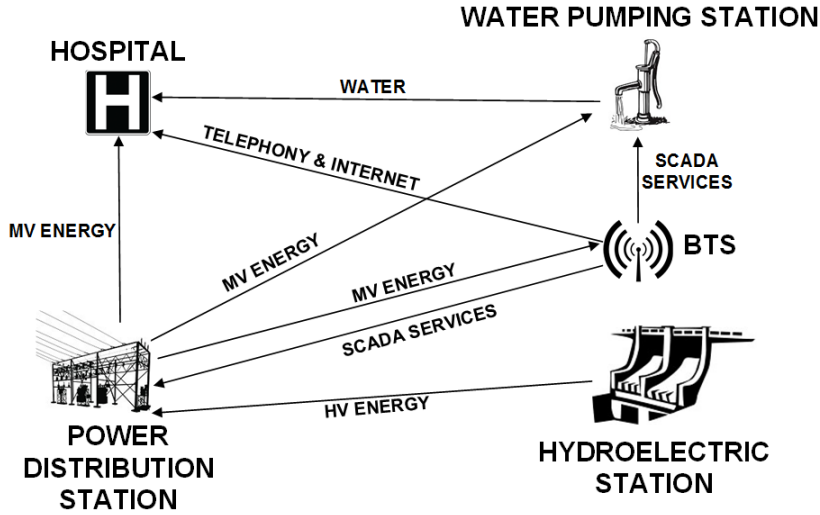 WATER PUMPING STATION
HOSPITAL
H
WATER
TELEPHONY & INTERNET
SCADA
SERVICES
MV ENERGY
MV ENERGY
BTS
MV ENERGY
SCADA SERVICES
HV ENERGY
POWER
DISTRIBUTION
STATION
HYDROELECTRIC
STATION